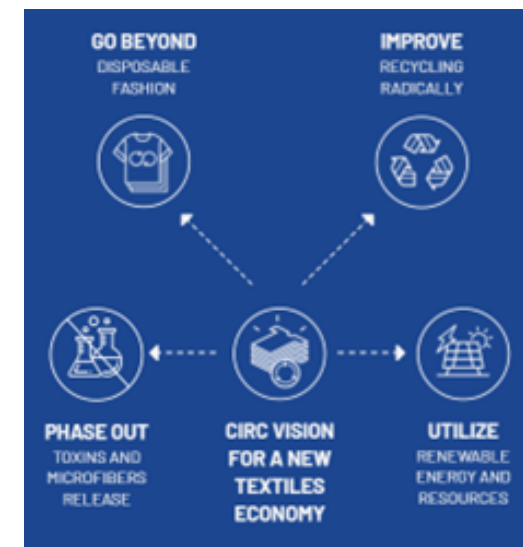 GO BEYOND
DISPOSABLE
FASHION
IMPROVE
RECYCLING
RADICALLY
PHASE OUT
TOXINS AND
MICROFIBERS
RELEASE
CIRC VISION
FOR A NEW
TEXTILES
ECONOMY
UTILIZE
RENEWABLE
ENERGY AND
RESOURCES